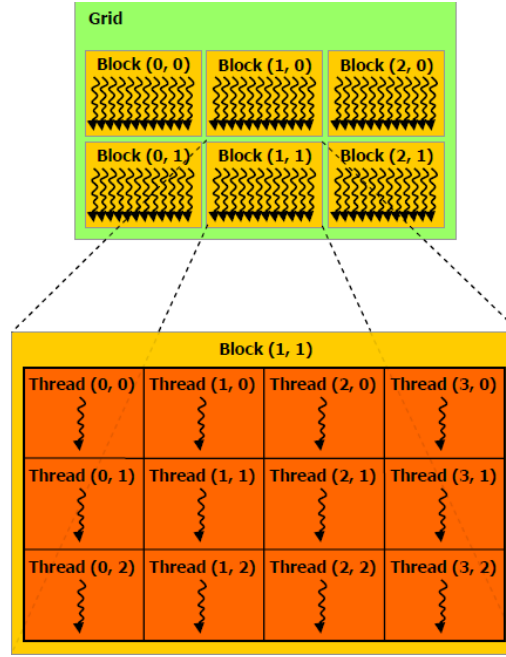 Grid
Block (0, 0) Block (1, 0) Block (2, 0)
Block (0, 1) Block (1, 1) Block (2, 1)
Block (1, 1)
Thread (0, 0) Thread (1, 0) Thread (2, 0) Thread (3, 0)
Thread (0, 1) Thread (1, 1) Thread (2, 1) Thread (3, 1)
Thread (0, 2) Thread (1, 2) Thread (2, 2) Thread (3, 2)